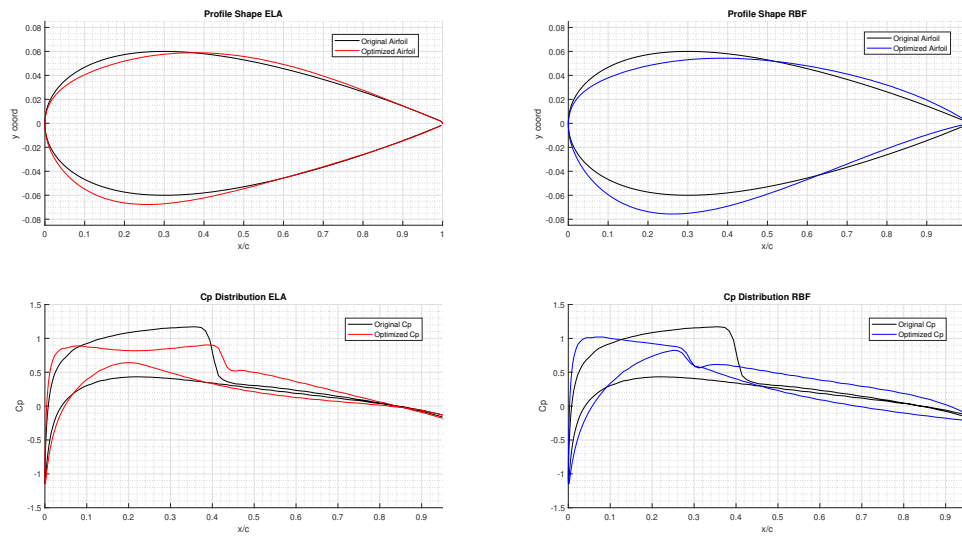 Profile Shape ELA
0.08
0.06
0.04
0.02
0
-0.02
-0.04
-0.06
-0.08
y coord
Original Airfoil
Optimized Airfoil
0 0.1 0.2 0.3 0.4 0.5 0.6 0.7 0.8 0.9 1
x/c
Profile Shape RBF
0.08
0.06
0.04
0.02
0
-0.02
-0.04
-0.06
-0.08
y coord
Original Airfoil
Optimized Airfoil
0 0.1 0.2 0.3 0.4 0.5 0.6 0.7 0.8 0.9
x/c
Cp Distribution ELA
1.5
1
0.5
0
-0.5
-1
-1.5
Cp
Original Cp
Optimized Cp
0 0.1 0.2 0.3 0.4 0.5 0.6 0.7 0.8 0.9
x/c
Cp Distribution RBF
1.5
1
0.5
0
-0.5
-1
-1.5
Cp
Original Cp
Optimized Cp
0 0.1 0.2 0.3 0.4 0.5 0.6 0.7 0.8 0.9
x/c